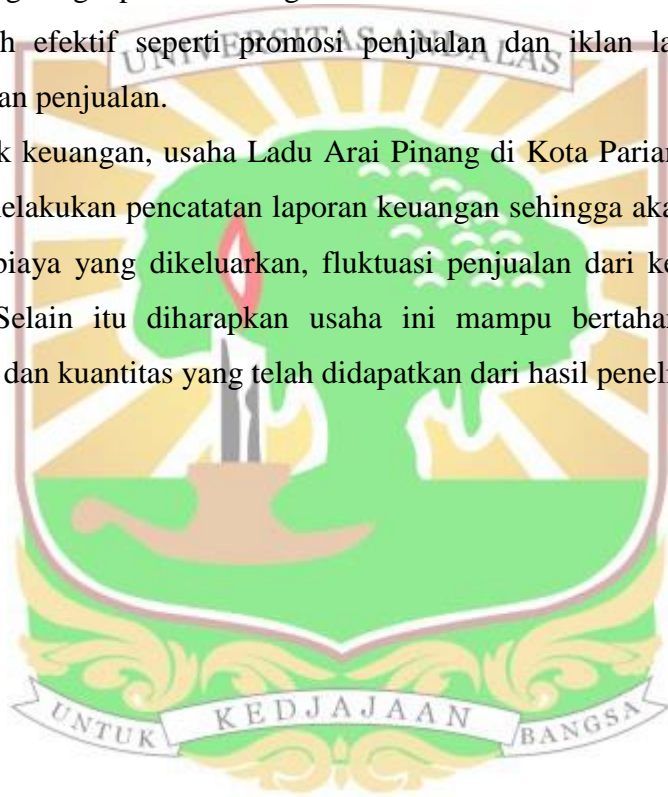 h efektif seperti promosi penjualan dan iklan la
an penjualan.
k keuangan, usaha Ladu Arai Pinang di Kota Parian
elakukan pencatatan laporan keuangan sehingga aka
biaya yang dikeluarkan, fluktuasi penjualan dari ke
Selain itu diharapkan usaha ini mampu bertahan
dan kuantitas yang telah didapatkan dari hasil penel
UNIVERSITAS ANDALAS
UNTUK KEDJAJAAN BANGSA